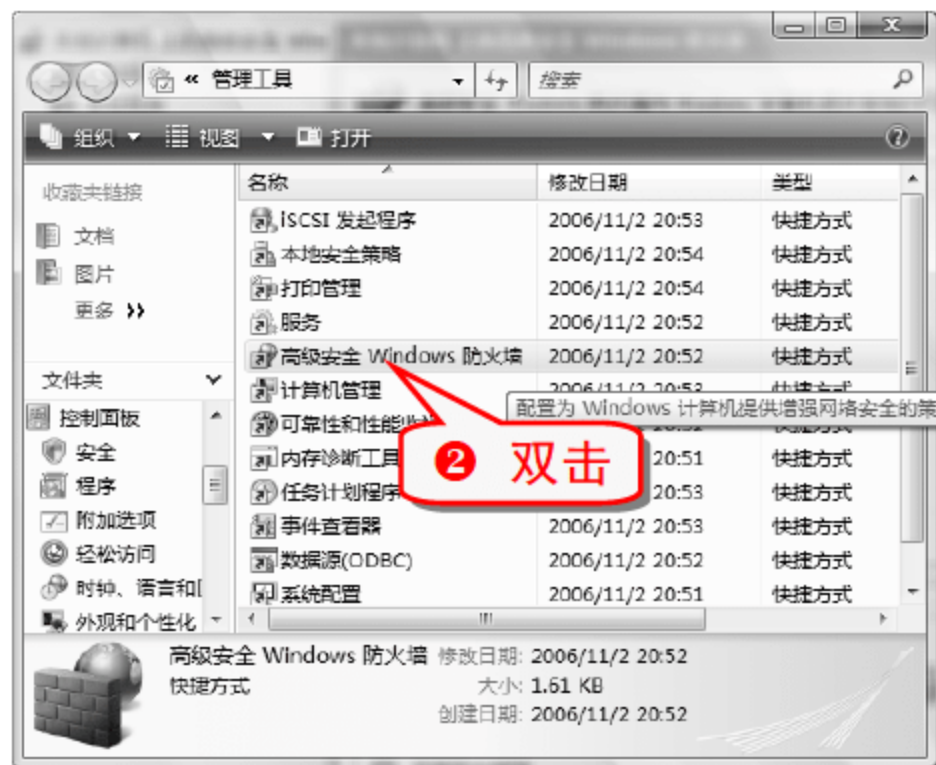 « 管理工具
搜索
组织 视图 打开
收藏夹链接
文档
图片
更多
文件夹
控制面板
安全
程序
附加选项
轻松访问
时钟、语言和
外观和个性化
名称 修改日期 类型
iSCSI 发起程序 2006/11/2 20:53 快捷方式
本地安全策略 2006/11/2 20:54 快捷方式
打印管理 2006/11/2 20:54 快捷方式
服务 2006/11/2 20:52 快捷方式
高级安全 Windows 防火墙 2006/11/2 20:52 快捷方式
计算机管理 2006/11/2 20:53 快捷方式
配置为 Windows 计算机提供增强网络安全的策
可靠性和性能 20:52 快捷方式
内存诊断工具 20:51 快捷方式
任务计划程序 20:53 快捷方式
事件查看器 2006/11/2 20:53 快捷方式
数据源(ODBC) 2006/11/2 20:52 快捷方式
系统配置 2006/11/2 20:51 快捷方式
❷ 双击
高级安全 Windows 防火墙 修改日期: 2006/11/2 20:52
快捷方式 大小: 1.61 KB
创建日期: 2006/11/2 20:52